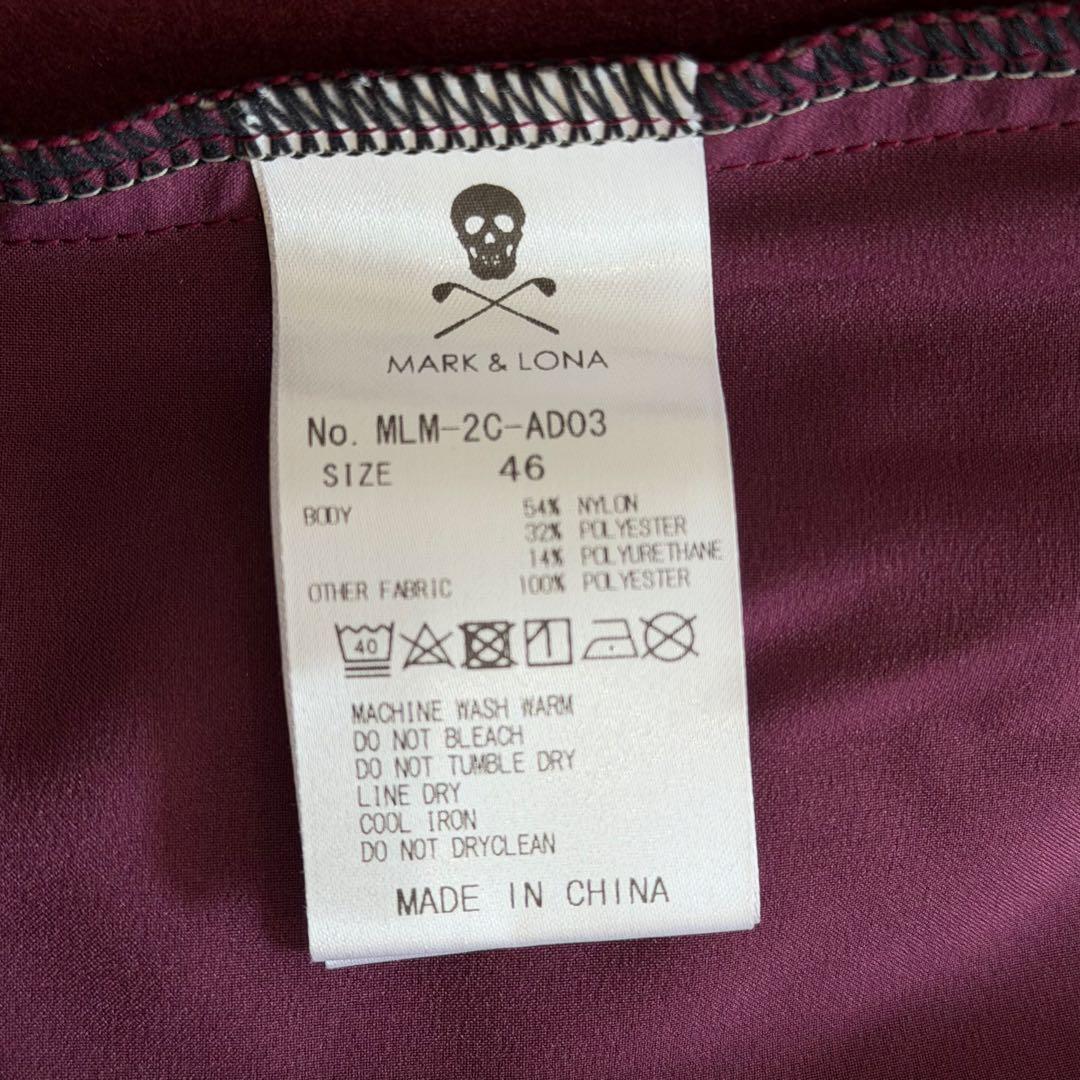 MARK & LONA
No. MLM-2C-AD03
SIZE 46
BODY 54% NYLON
32% POLYESTER
14% POLYURETHANE
OTHER FABRIC 100% POLYESTER
40
MACHINE WASH WARM
DO NOT BLEACH
DO NOT TUMBLE DRY
LINE DRY
COOL IRON
DO NOT DRYCLEAN
MADE IN CHINA